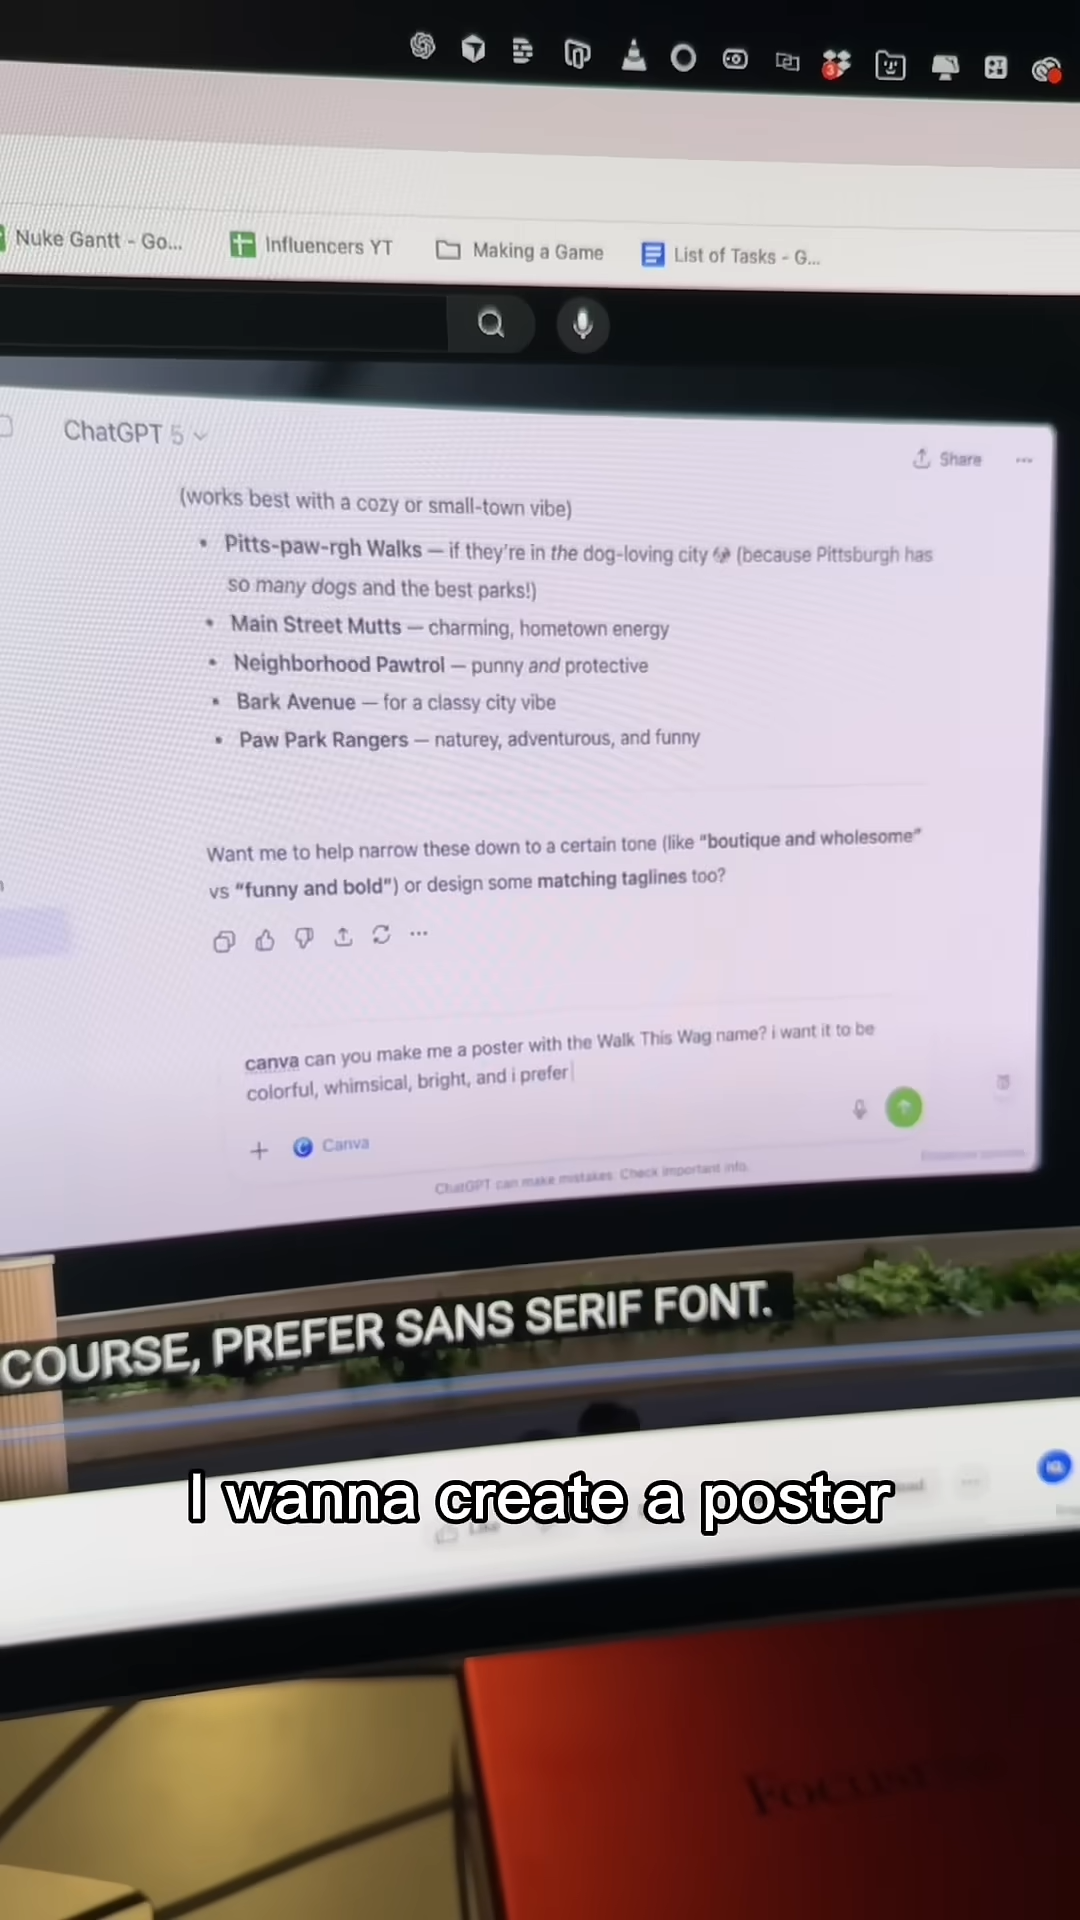 3
Nuke Gantt - Go...
Influencers YT
Making a Game
List of Tasks - G...
ChatGPT 5
Share
(works best with a cozy or small-town vibe)
• Pitts-paw-rgh Walks — if they're in the dog-loving city (because Pittsburgh has
so many dogs and the best parks!)
• Main Street Mutts — charming, hometown energy
• Neighborhood Pawtrol — punny and protective
• Bark Avenue — for a classy city vibe
• Paw Park Rangers — naturey, adventurous, and funny
Want me to help narrow these down to a certain tone (like "boutique and wholesome"
vs "funny and bold") or design some matching taglines too?
canva can you make me a poster with the Walk This Wag name? i want it to be
colorful, whimsical, bright, and i prefer
Canva
ChatGPT can make mistakes. Check important info.
COURSE, PREFER SANS SERIF FONT.
I wanna create a poster
Like